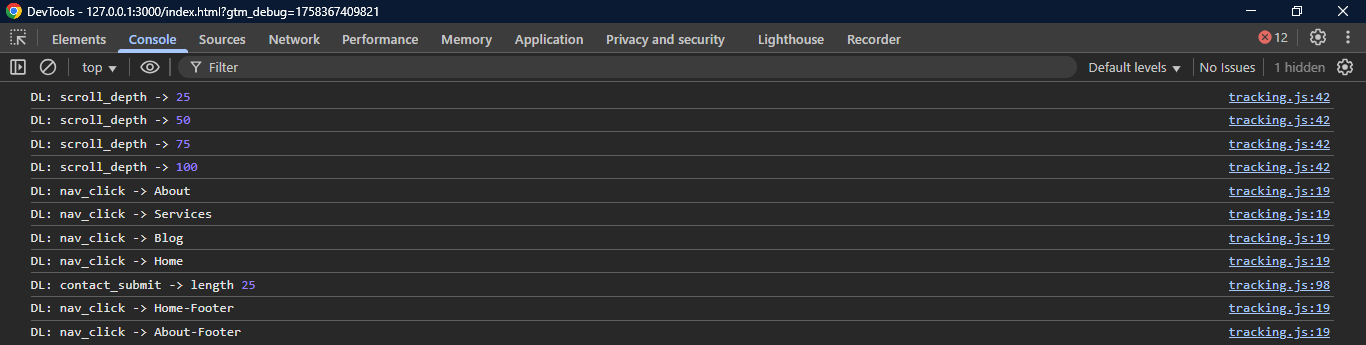 DevTools - 127.0.0.1:3000/index.html?gtm_debug=1758367409821
Elements Console Sources Network Performance Memory Application Privacy and security Lighthouse Recorder 12
top Filter Default levels No Issues 1 hidden
DL: scroll_depth -> 25 tracking.js:42
DL: scroll_depth -> 50 tracking.js:42
DL: scroll_depth -> 75 tracking.js:42
DL: scroll_depth -> 100 tracking.js:42
DL: nav_click -> About tracking.js:19
DL: nav_click -> Services tracking.js:19
DL: nav_click -> Blog tracking.js:19
DL: nav_click -> Home tracking.js:19
DL: contact_submit -> length 25 tracking.js:98
DL: nav_click -> Home-Footer tracking.js:19
DL: nav_click -> About-Footer tracking.js:19